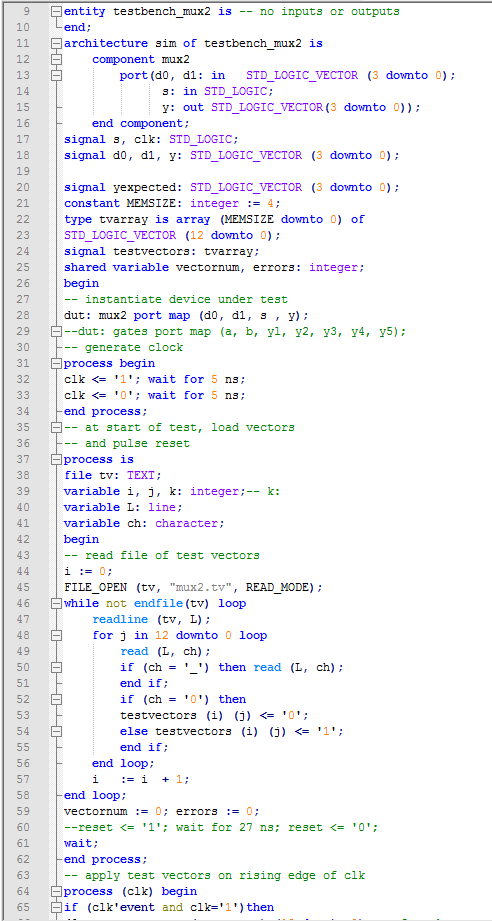 9 entity testbench_mux2 is -- no inputs or outputs
10 end;
11 architecture sim of testbench_mux2 is
12 component mux2
13 port(d0, d1: in STD_LOGIC_VECTOR (3 downto 0);
14 s: in STD_LOGIC;
15 y: out STD_LOGIC_VECTOR(3 downto 0));
16 end component;
17 signal s, clk: STD_LOGIC;
18 signal d0, d1, y: STD_LOGIC_VECTOR (3 downto 0);
19
20 signal yexpected: STD_LOGIC_VECTOR (3 downto 0);
21 constant MEMSIZE: integer := 4;
22 type tvarray is array (MEMSIZE downto 0) of
23 STD_LOGIC_VECTOR (12 downto 0);
24 signal testvectors: tvarray;
25 shared variable vectornum, errors: integer;
26 begin
27 -- instantiate device under test
28 dut: mux2 port map (d0, d1, s , y);
29 --dut: gates port map (a, b, y1, y2, y3, y4, y5);
30 -- generate clock
31 process begin
32 clk <= '1'; wait for 5 ns;
33 clk <= '0'; wait for 5 ns;
34 end process;
35 -- at start of test, load vectors
36 -- and pulse reset
37 process is
38 file tv: TEXT;
39 variable i, j, k: integer;-- k:
40 variable L: line;
41 variable ch: character;
42 begin
43 -- read file of test vectors
44 i := 0;
45 FILE_OPEN (tv, "mux2.tv", READ_MODE);
46 while not endfile(tv) loop
47 readline (tv, L);
48 for j in 12 downto 0 loop
49 read (L, ch);
50 if (ch = '_') then read (L, ch);
51 end if;
52 if (ch = '0') then
53 testvectors (i) (j) <= '0';
54 else testvectors (i) (j) <= '1';
55 end if;
56 end loop;
57 i := i + 1;
58 end loop;
59 vectornum := 0; errors := 0;
60 --reset <= '1'; wait for 27 ns; reset <= '0';
61 wait;
62 end process;
63 -- apply test vectors on rising edge of clk
64 process (clk) begin
65 if (clk'event and clk='1')then